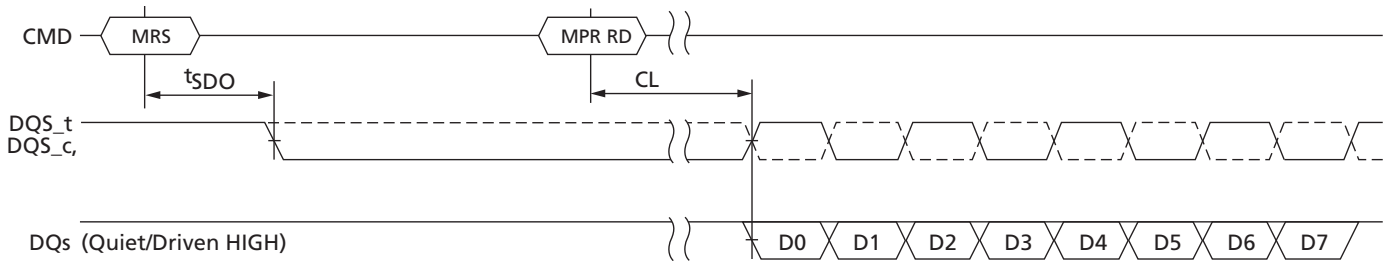 CMD MRS MPR RD
tSDO CL
DQS_t
DQS_c,
DQs (Quiet/Driven HIGH) D0 D1 D2 D3 D4 D5 D6 D7